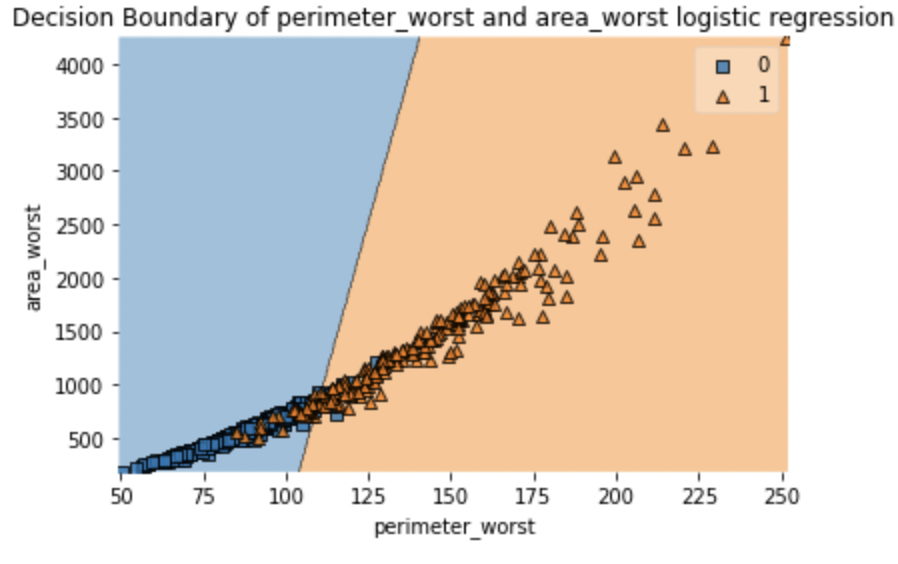 Decision Boundary of perimeter_worst and area_worst logistic regression
0
1
4000
3500
3000
2500
2000
1500
1000
500
area_worst
50 75 100 125 150 175 200 225 250
perimeter_worst